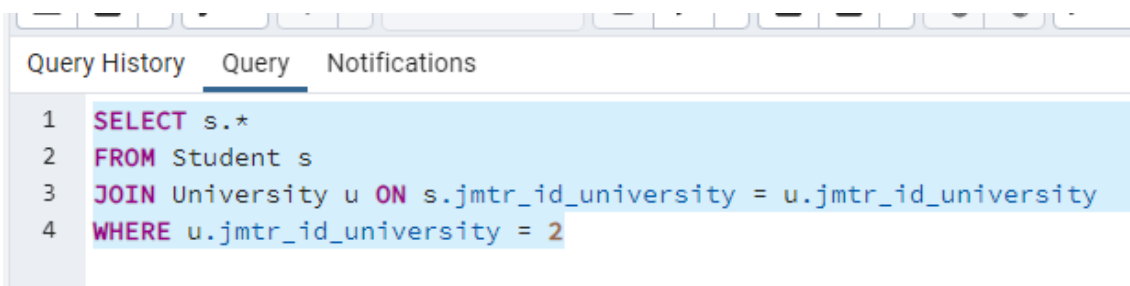 Query History Query Notifications
1 SELECT s.*
2 FROM Student s
3 JOIN University u ON s.jmtr_id_university = u.jmtr_id_university
4 WHERE u.jmtr_id_university = 2